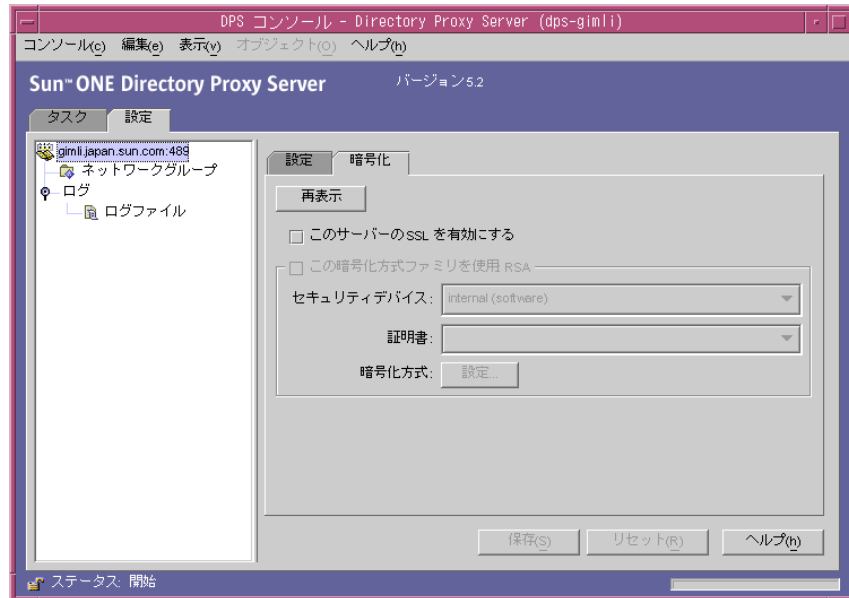 DPS コンソール - Directory Proxy Server (dps-gimli)
コンソール(c) 編集(e) 表示(v) オブジェクト(O) ヘルプ(h)
Sun™ ONE Directory Proxy Server バージョン5.2
タスク 設定
gimli.japan.sun.com:489
ネットワークグループ
ログ
ログファイル
設定 暗号化
再表示
このサーバーのSSL を有効にする
この暗号化方式ファミリを使用 RSA
セキュリティデバイス: internal (software)
証明書:
暗号化方式: 設定...
保存(S) リセット(R) ヘルプ(h)
ステータス: 開始